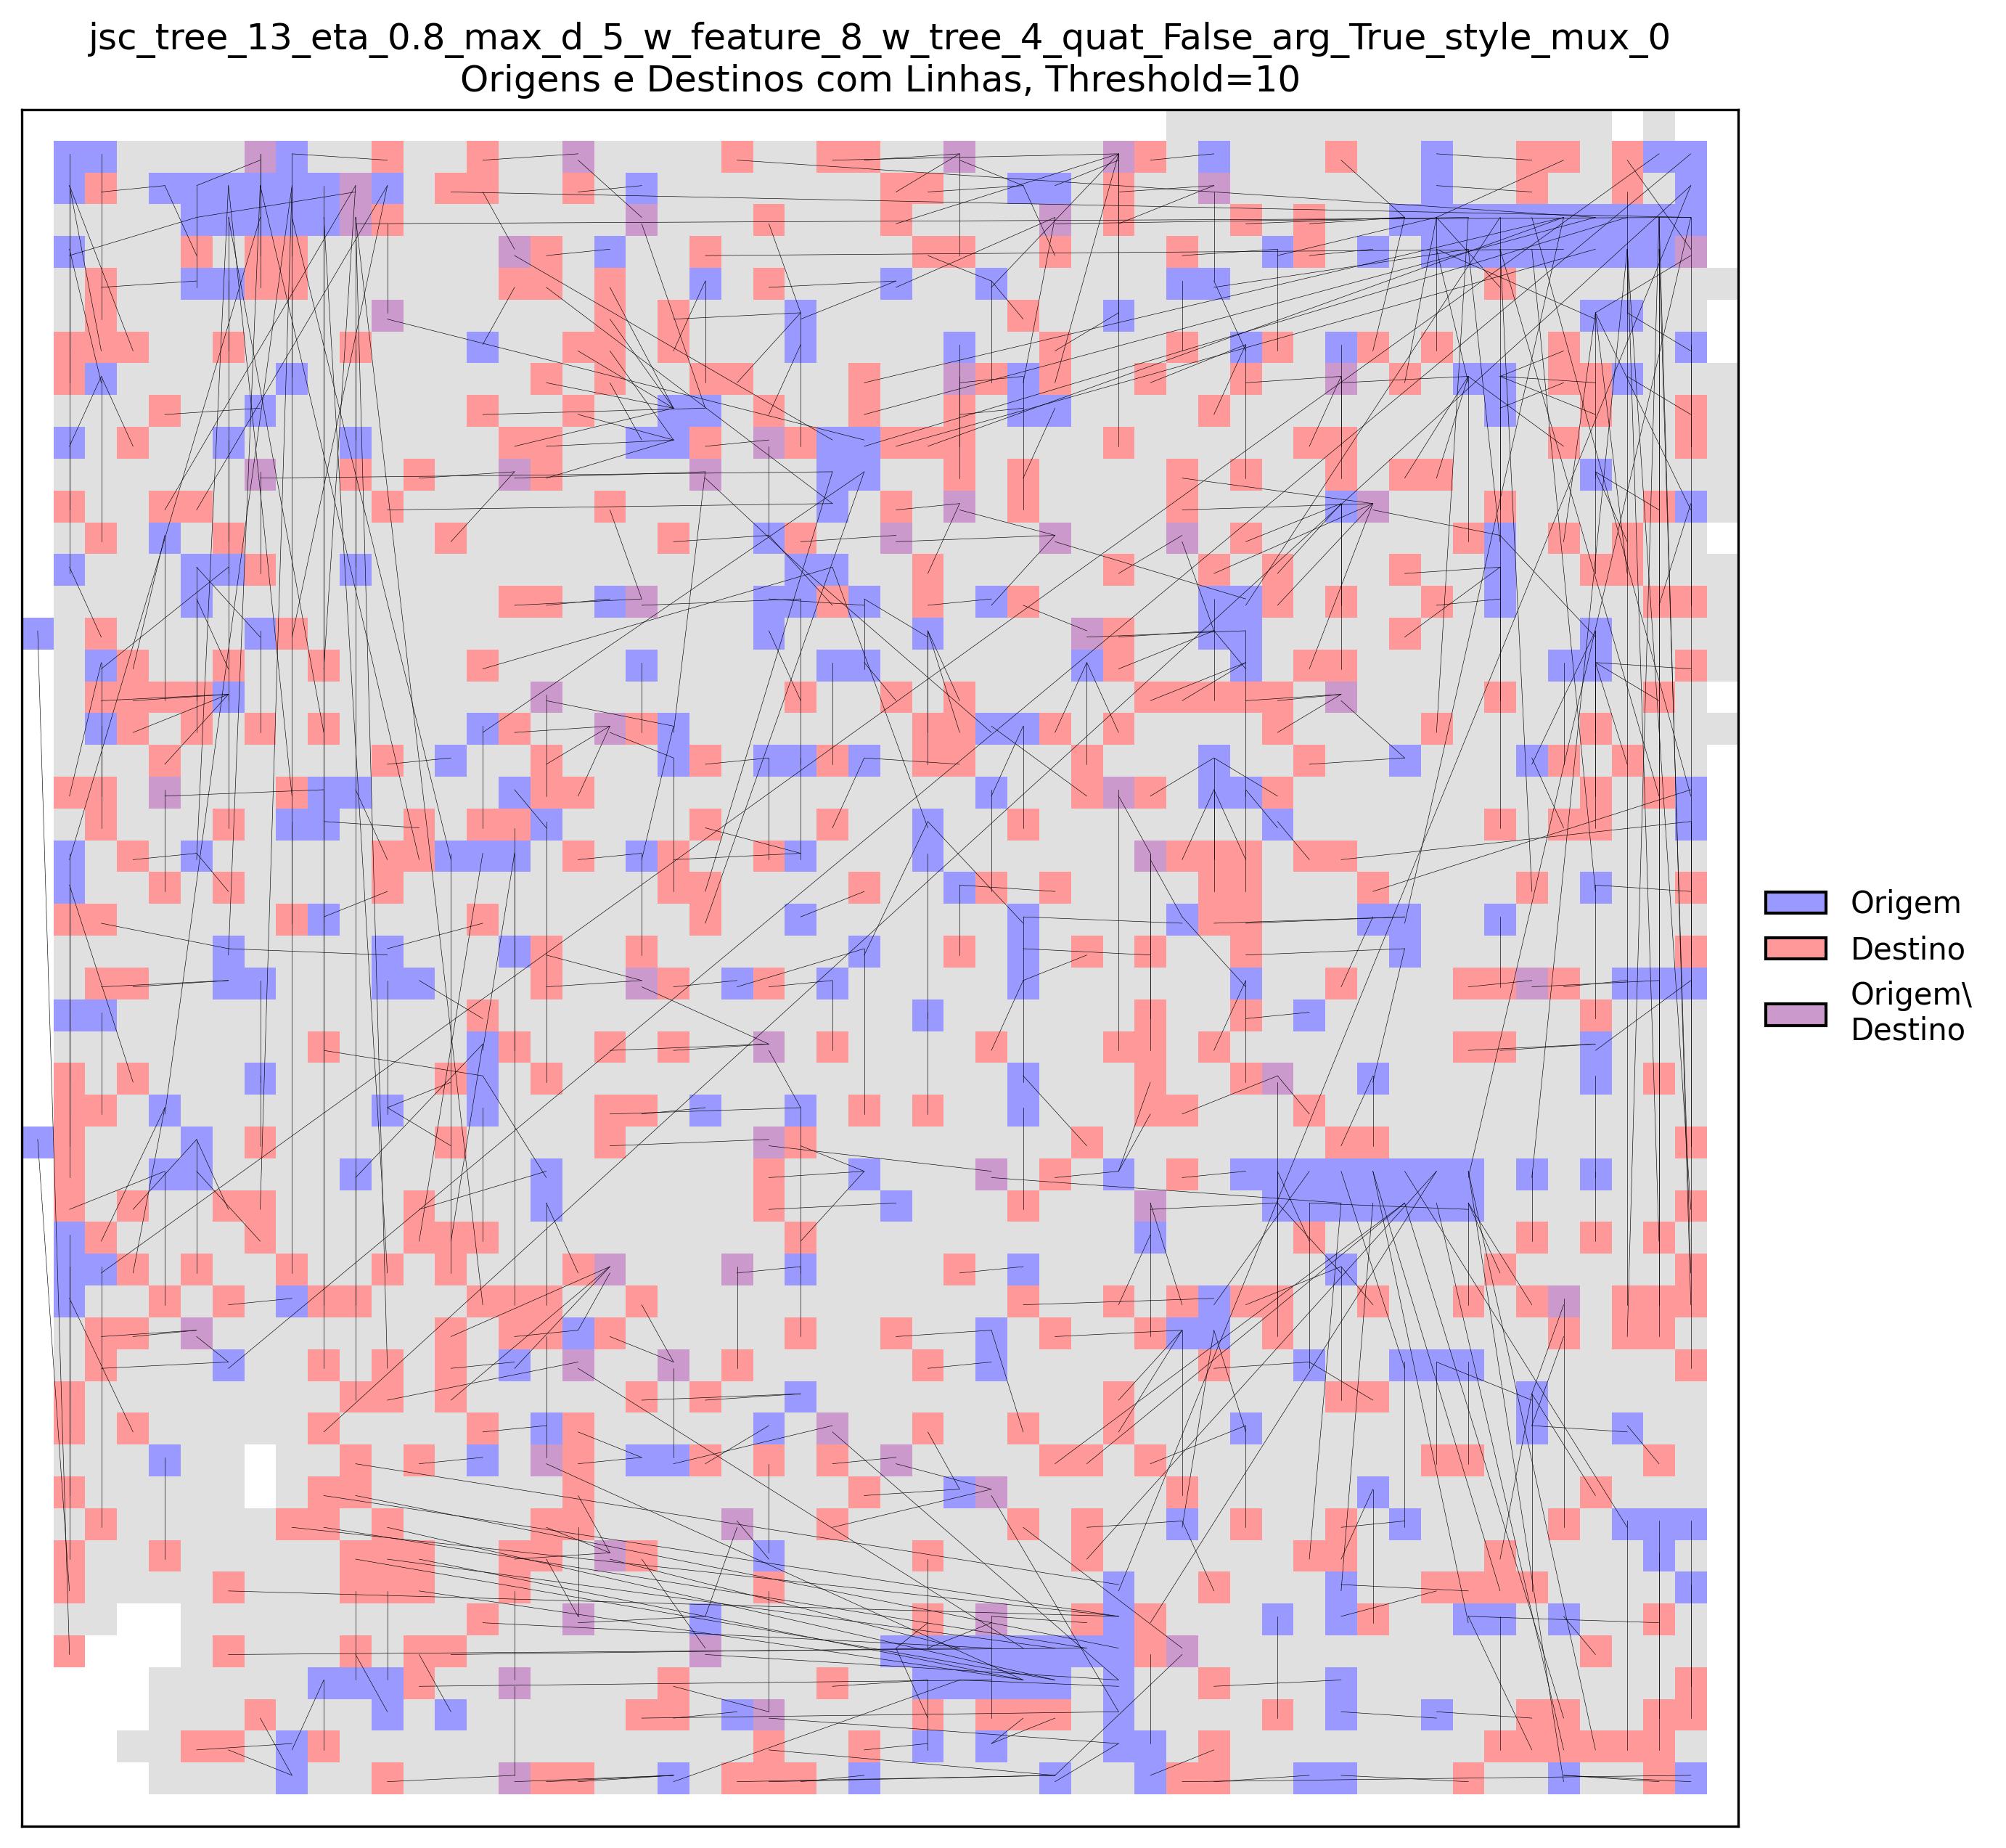 jsc_tree_13_eta_0.8_max_d_5_w_feature_8_w_tree_4_quat_False_arg_True_style_mux_0
Origens e Destinos com Linhas, Threshold=10
Origem
Destino
Origem\
Destino